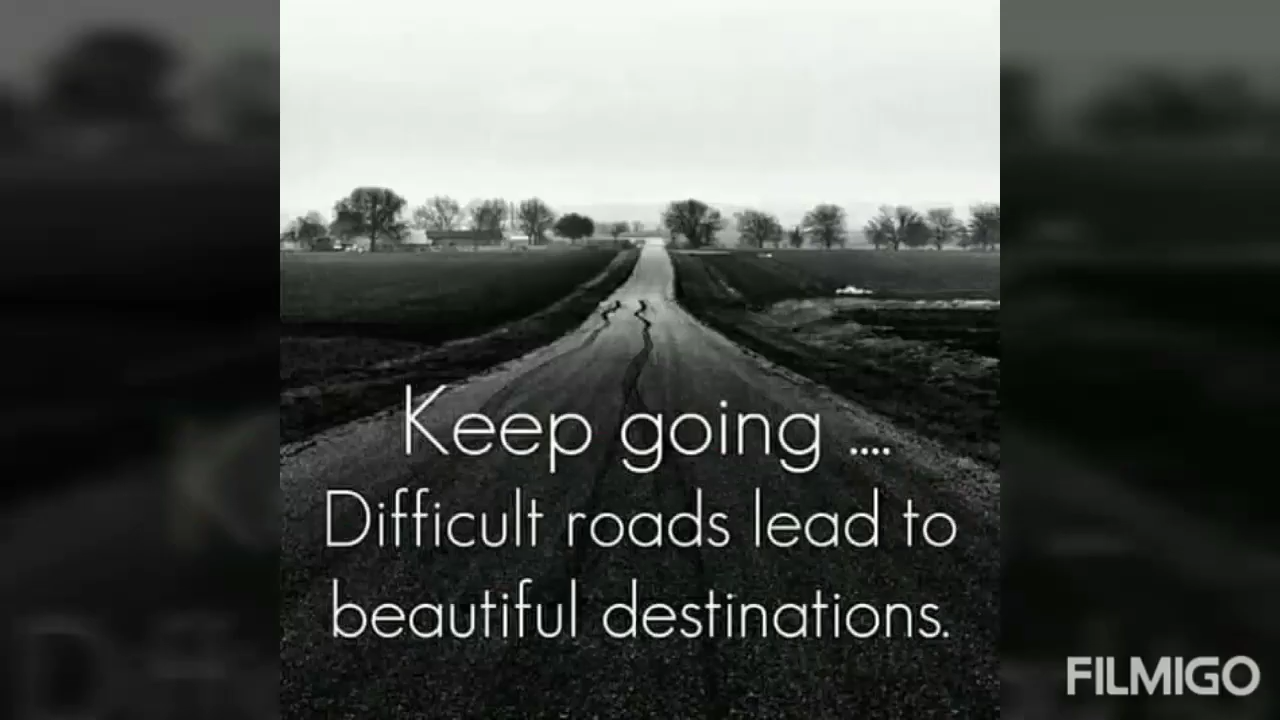 Keep going ....
Difficult roads lead to
beautiful destinations.
FILMIGO